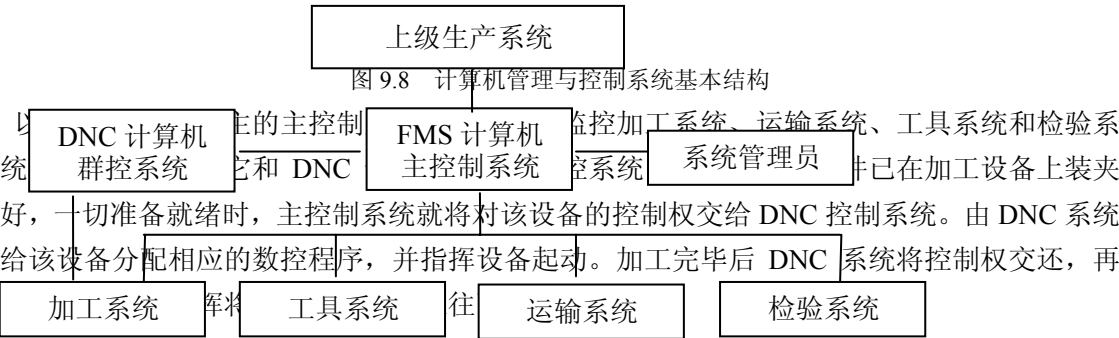 上级生产系统
图 9.8 计算机管理与控制系统基本结构
DNC 计算机
群控系统
FMS 计算机
主控制系统
系统管理员
主的主控制 监控加工系统、运输系统、工具系统和检验系
统 它和 DNC 控系统 件已在加工设备上装夹
好，一切准备就绪时，主控制系统就将对该设备的控制权交给 DNC 控制系统。由 DNC 系统
给该设备分配相应的数控程序，并指挥设备起动。加工完毕后 DNC 系统将控制权交还，再
挥将 往
加工系统
工具系统
运输系统
检验系统